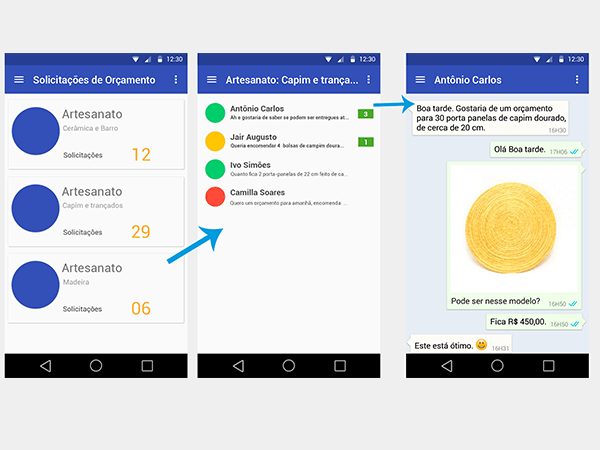 12:30
Solicitações de Orçamento
Artesanato
Cerâmica e Barro
Solicitações 12
Artesanato
Capim e trançados
Solicitações 29
Artesanato
Madeira
Solicitações 06
12:30
Artesanato: Capim e trança...
Antônio Carlos
Ah e gostaria de saber se podem ser entregues at...
3
Jair Augusto
Queria encomendar 4 bolsas de campim doura...
1
Ivo Simões
Quanto fica 2 porta-panelas de 22 cm feito de ca...
Camilla Soares
Quero um orçamento para amanhã, encomenda ...
12:30
Antônio Carlos
Boa tarde. Gostaria de um orçamento
para 30 porta panelas de capim dourado,
de cerca de 20 cm.
16H30
Olá Boa tarde. 17H06
Pode ser nesse modelo? 16H50
Fica R$ 450,00. 16H50
Este está ótimo. 😀 16H31